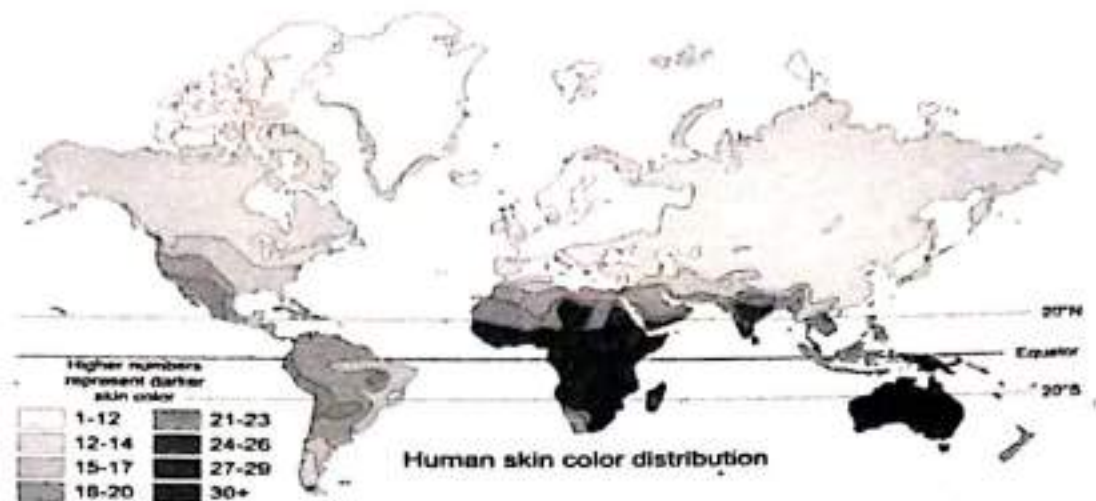 20°N
Equator
20°S
Higher numbers
represent darker
skin color
1-12
12-14
15-17
18-20
21-23
24-26
27-29
30+
Human skin color distribution